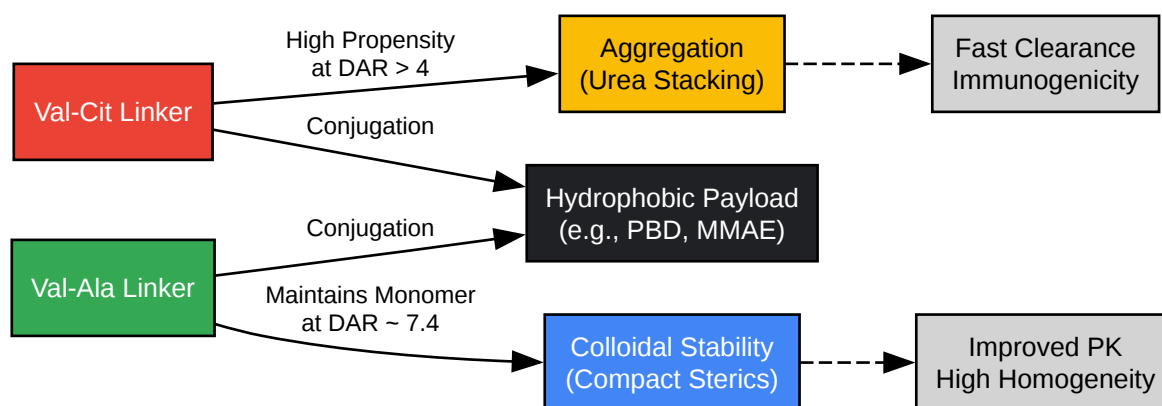 High Propensity
at DAR > 4
Aggregation
(Urea Stacking)
Fast Clearance
Immunogenicity
Val-Cit Linker
Conjugation
Hydrophobic Payload
(e.g., PBD, MMAE)
Conjugation
Val-Ala Linker
Maintains Monomer
at DAR ~ 7.4
Colloidal Stability
(Compact Sterics)
Improved PK
High Homogeneity